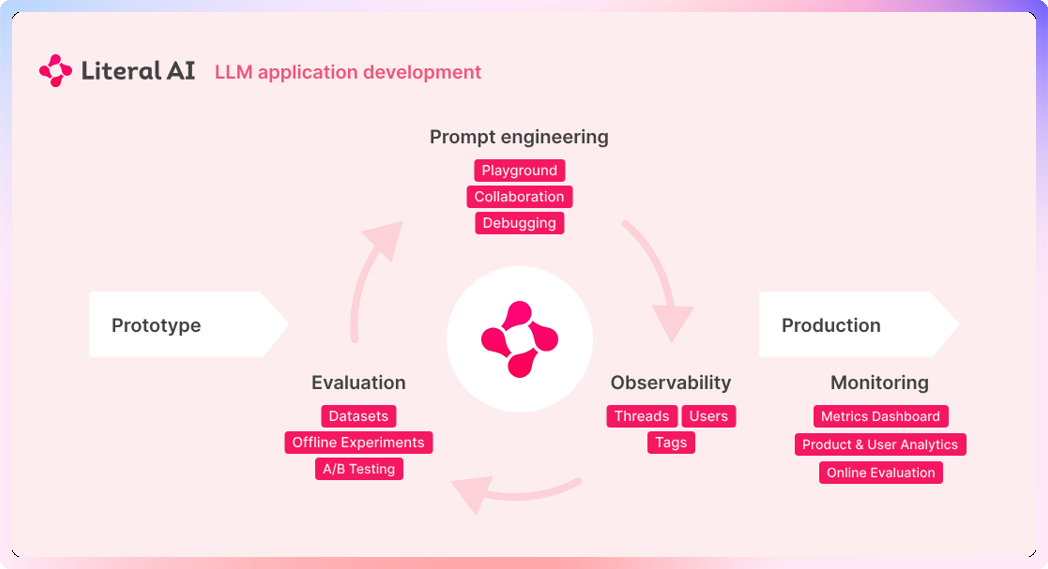 Literal AI LLM application development
Prompt engineering
Playground
Collaboration
Debugging
Prototype
Production
Evaluation
Datasets
Offline Experiments
A/B Testing
Observability
Threads Users
Tags
Monitoring
Metrics Dashboard
Product & User Analytics
Online Evaluation